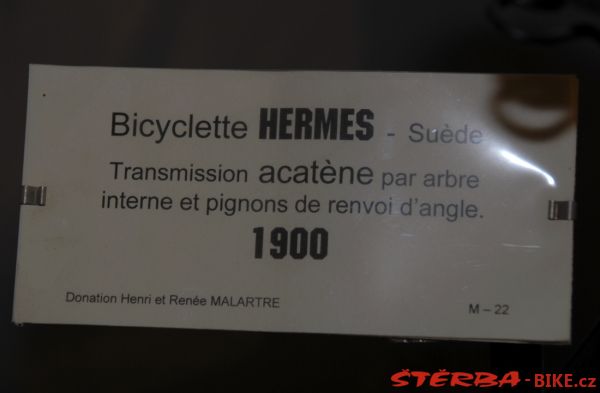 Bicyclette HERMES - Suède
Transmission acatène par arbre
interne et pignons de renvoi d'angle.
1900
Donation Henri et Renée MALARTRE
M – 22
ŠTĚRBA-BIKE.cz